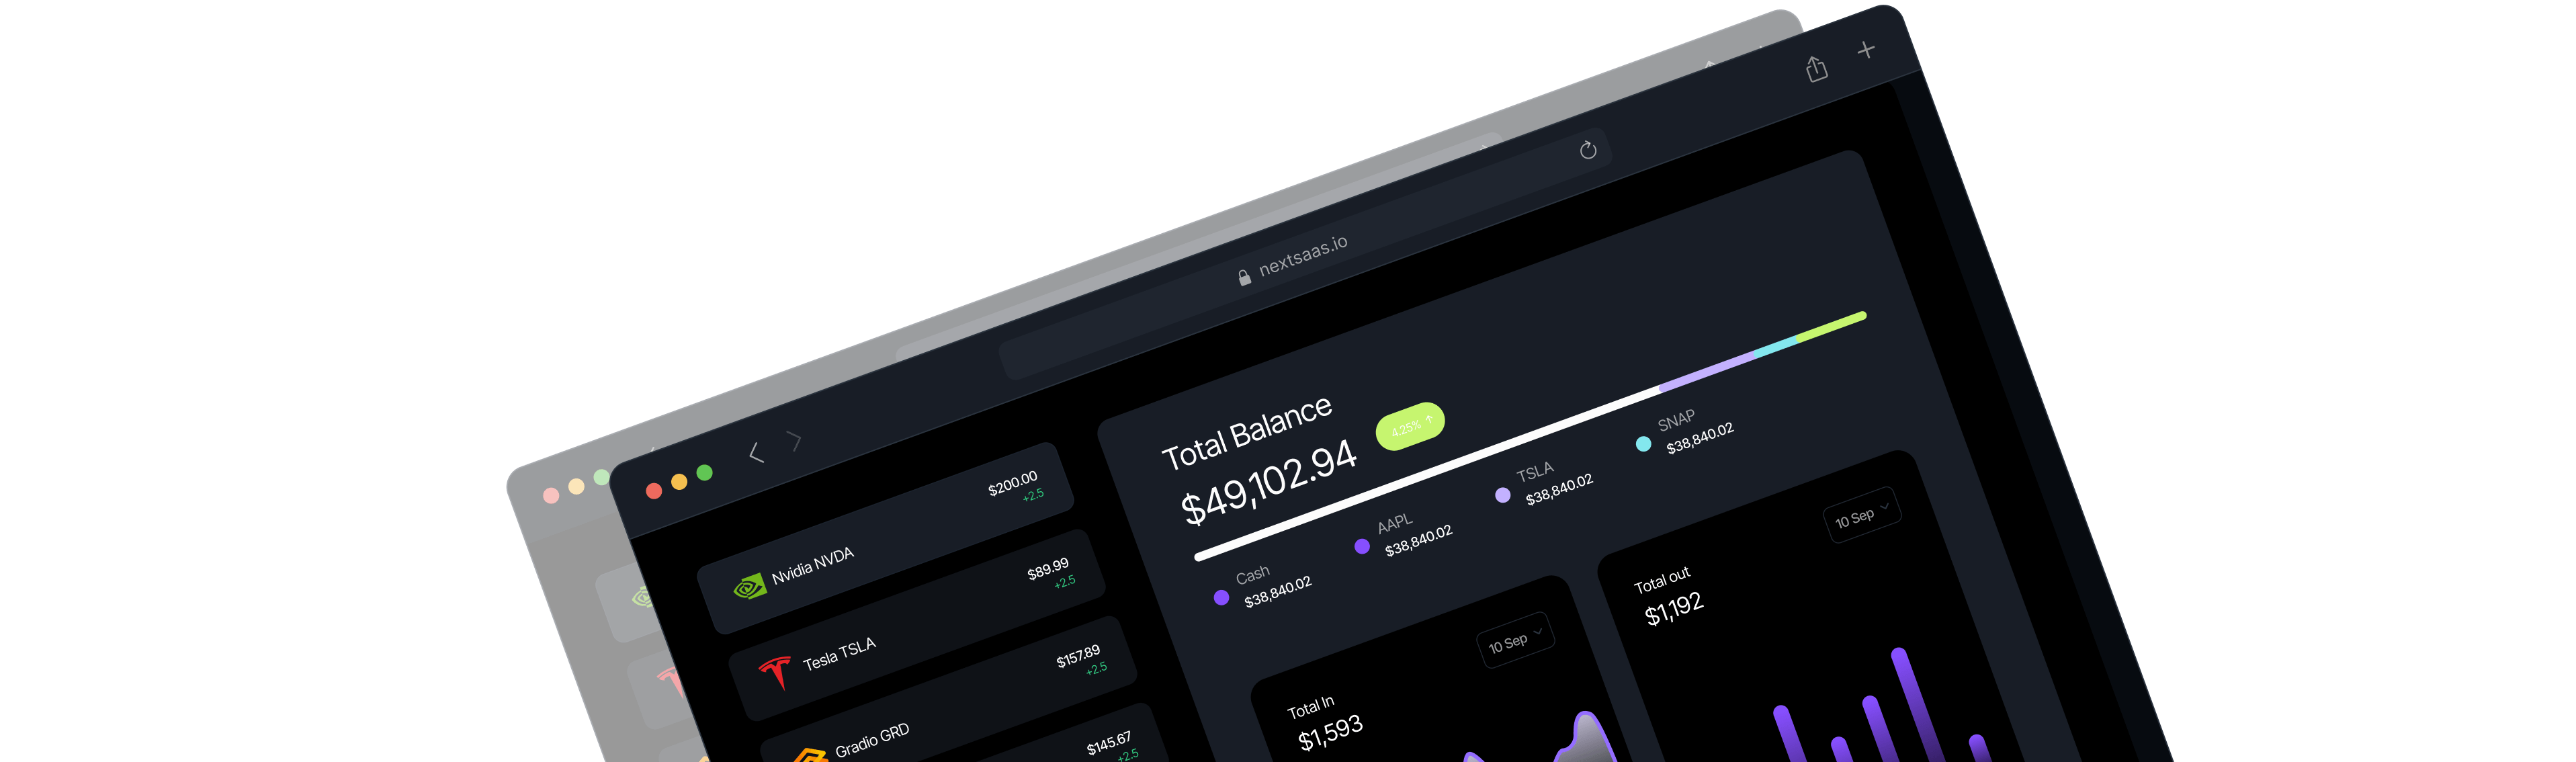 nextsaas.io
Nvidia NVDA
$200.00
+2.5
Tesla TSLA
$89.99
+2.5
Gradio GRD
$157.89
+2.5
$145.67
+2.5
Total Balance
$49,102.94
4.25% ↑
Cash
$38,840.02
AAPL
$38,840.02
TSLA
$38,840.02
SNAP
$38,840.02
Total In
$1,593
10 Sep
Total out
$1,192
10 Sep